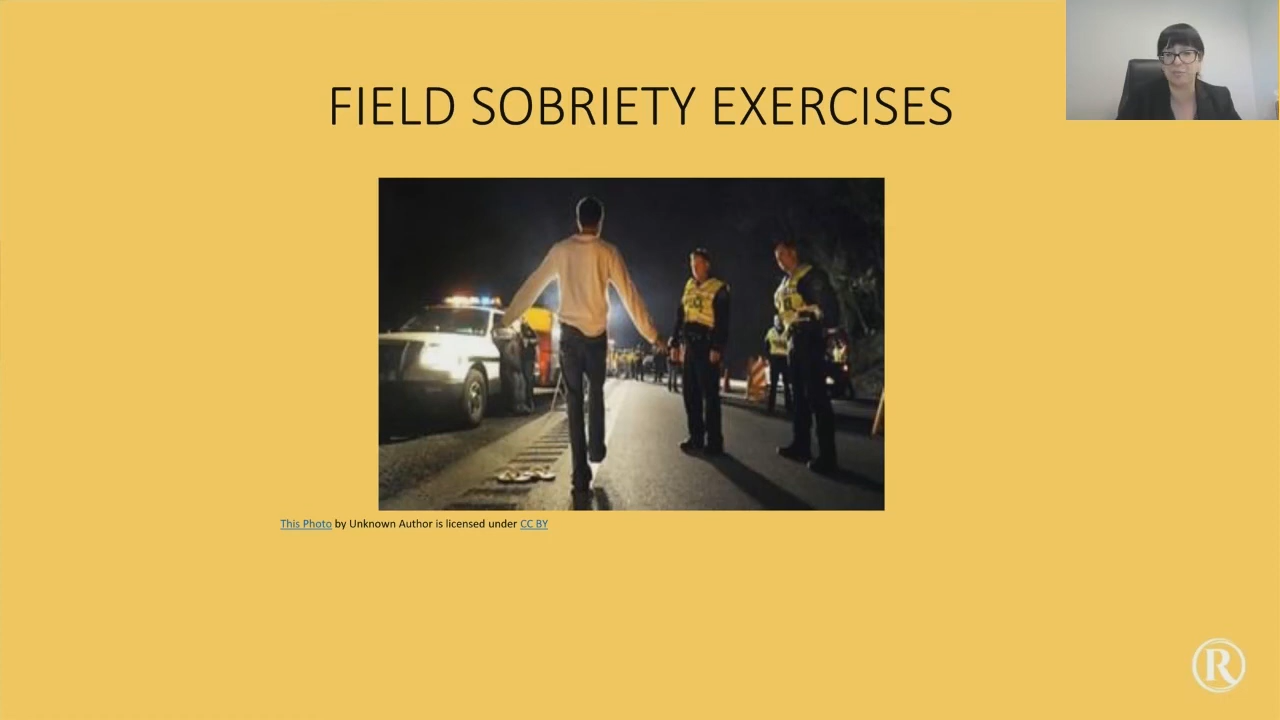 FIELD SOBRIETY EXERCISES
This Photo by Unknown Author is licensed under CC BY
R